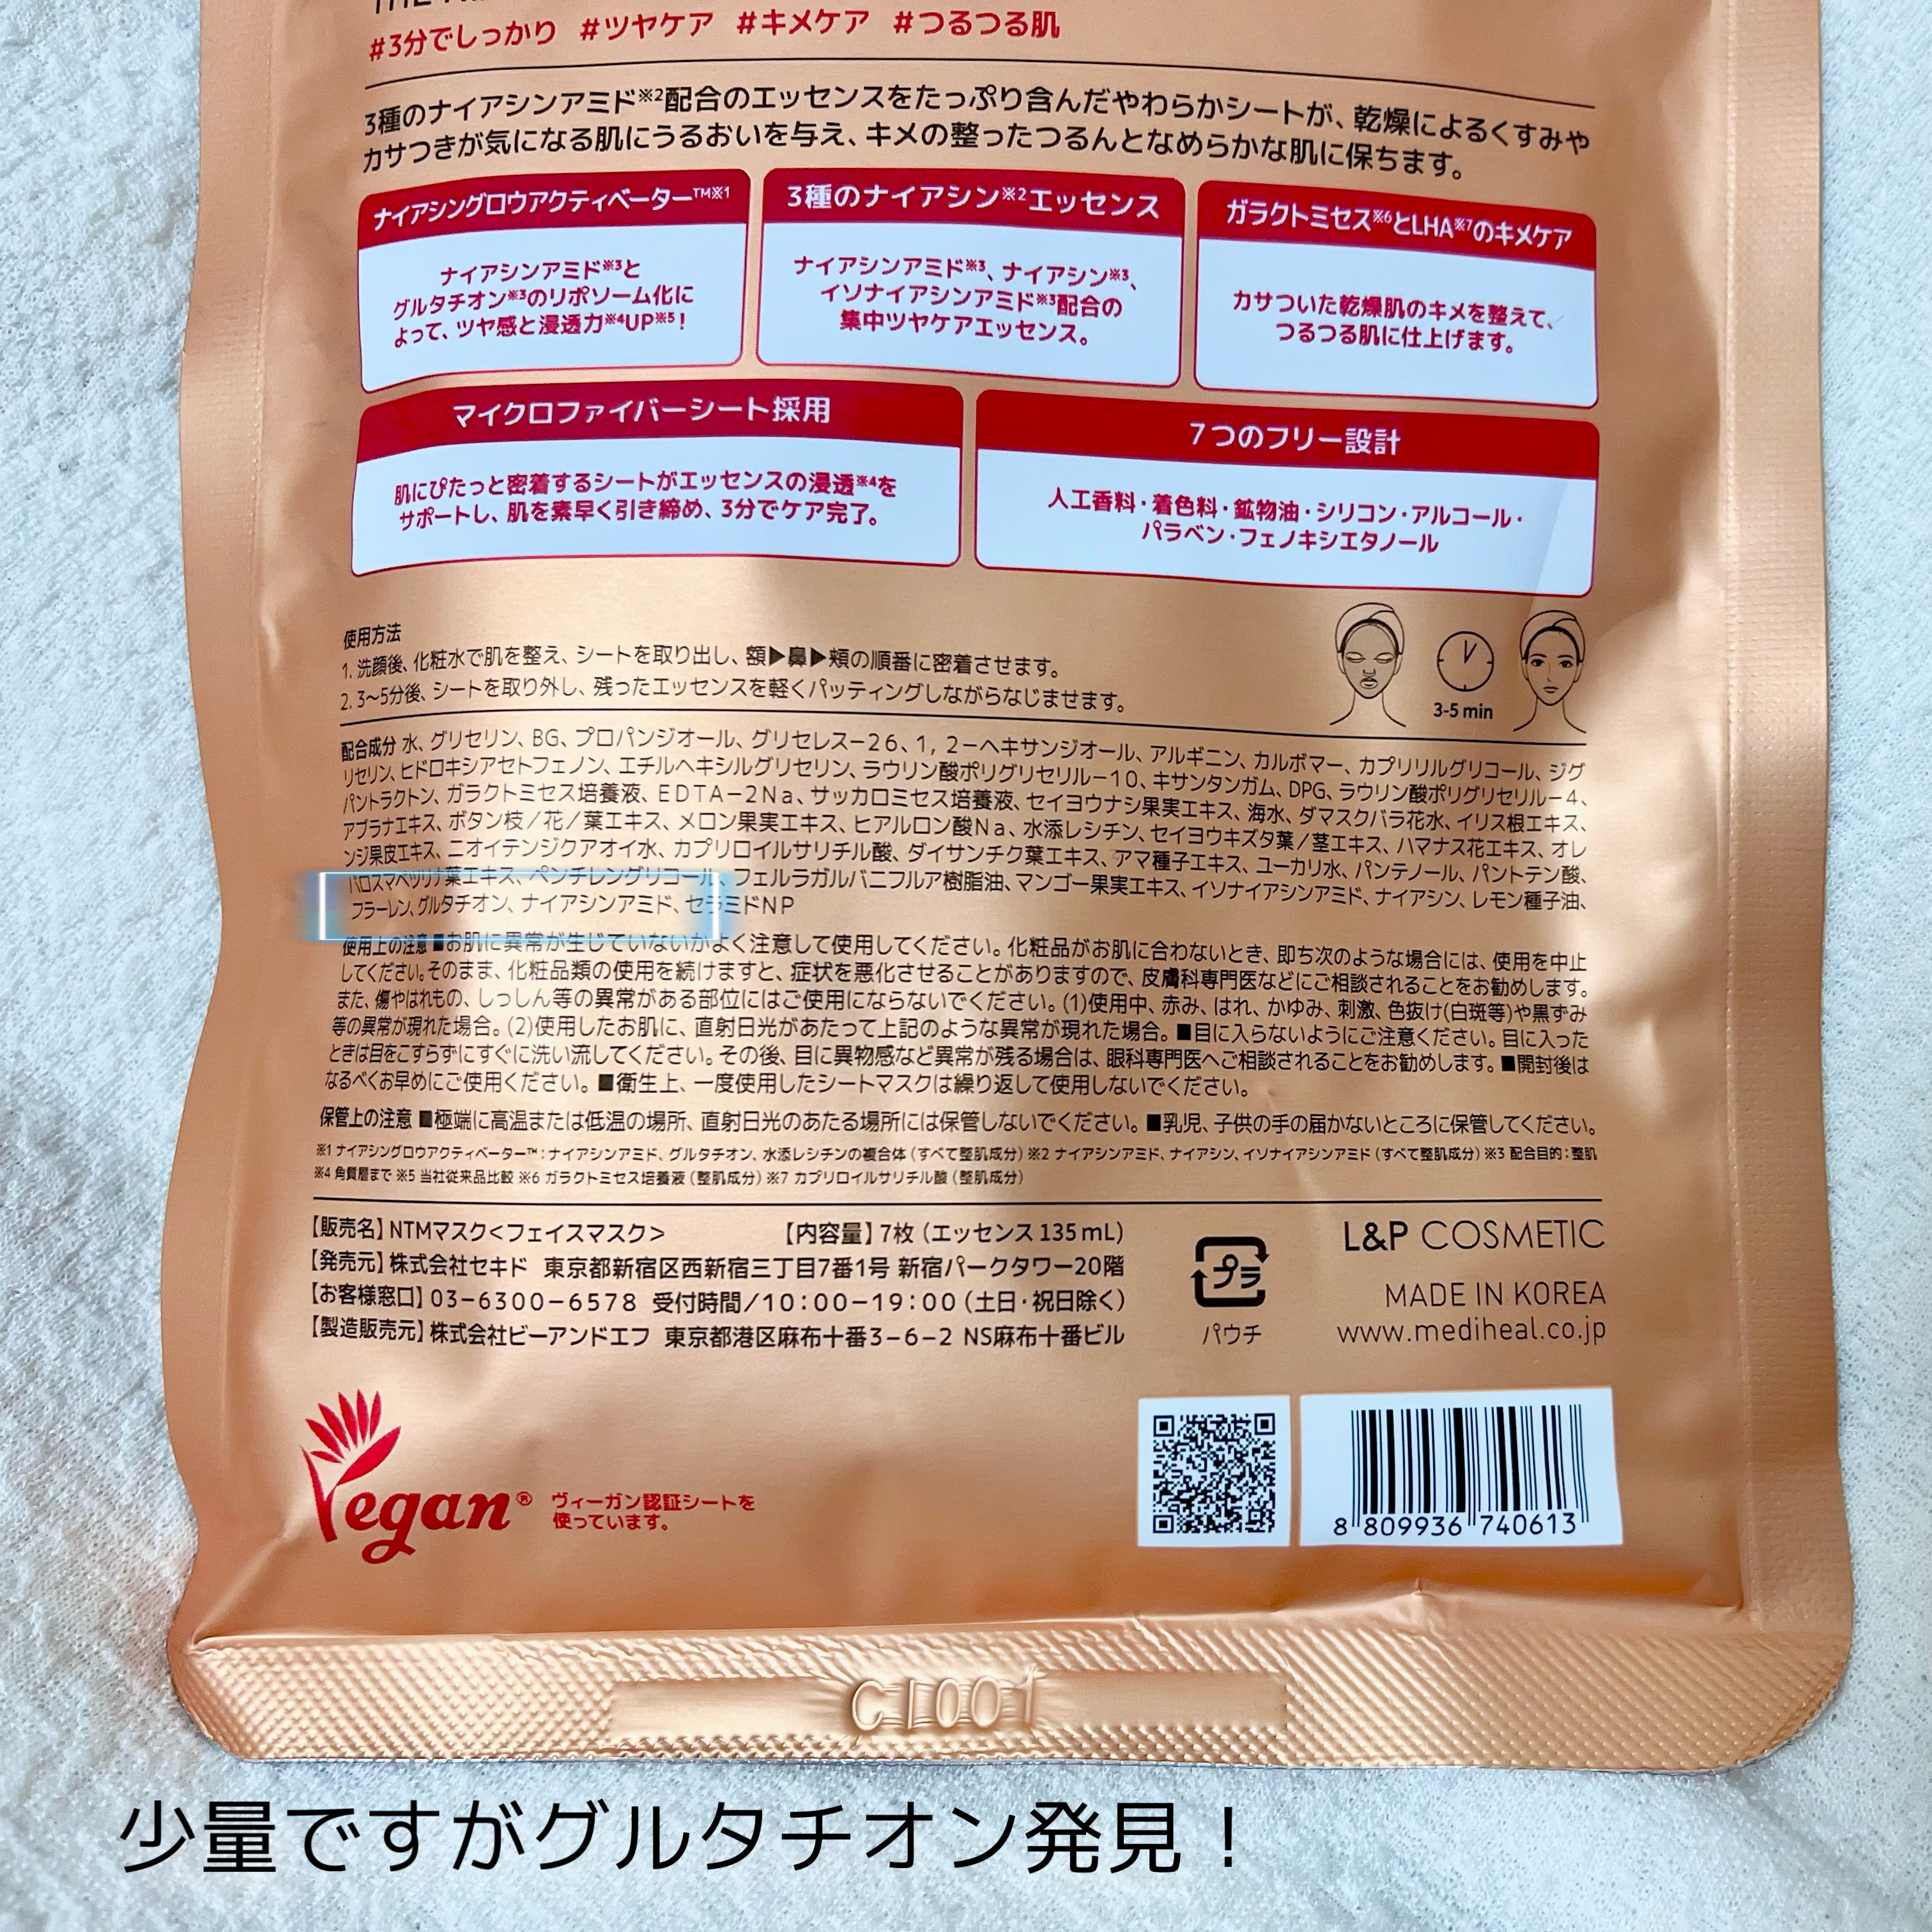 #3分でしっかり #ツヤケア #キメケア #つるつる肌
3種のナイアシンアミド※2配合のエッセンスをたっぷり含んだやわらかシートが、乾燥によるくすみや
カサつきが気になる肌にうるおいを与え、キメの整ったつるんとなめらかな肌に保ちます。
ナイアシングロウアクティベーター™※1
ナイアシンアミド※3と
グルタチオン※3のリポソーム化に
よって、ツヤ感と浸透力※4UP※5!
3種のナイアシン※2エッセンス
ナイアシンアミド※3、ナイアシン※3、
イソナイアシンアミド※3配合の
集中ツヤケアエッセンス。
ガラクトミセス※6とLHA※7のキメケア
カサついた乾燥肌のキメを整えて、
つるつる肌に仕上げます。
マイクロファイバーシート採用
肌にぴたっと密着するシートがエッセンスの浸透※4を
サポートし、肌を素早く引き締め、3分でケア完了。
7つのフリー設計
人工香料・着色料・鉱物油・シリコン・アルコール・
パラベン・フェノキシエタノール
使用方法
1. 洗顔後、化粧水で肌を整え、シートを取り出し、額▶鼻▶頬の順番に密着させます。
2. 3〜5分後、シートを取り外し、残ったエッセンスを軽くパッティングしながらなじませます。
3-5 min
配合成分 水、グリセリン、BG、プロパンジオール、グリセレス-26、1, 2-ヘキサンジオール、アルギニン、カルボマー、カプリリルグリコール、ジグ
リセリン、ヒドロキシアセトフェノン、エチルヘキシルグリセリン、ラウリン酸ポリグリセリル-10、キサンタンガム、DPG、ラウリン酸ポリグリセリル-4、
パントラクトン、ガラクトミセス培養液、EDTA-2Na、サッカロミセス培養液、セイヨウナシ果実エキス、海水、ダマスクバラ花水、イリス根エキス、
アブラナエキス、ボタン枝/花/葉エキス、メロン果実エキス、ヒアルロン酸Na、水添レシチン、セイヨウキズタ葉/茎エキス、ハマナス花エキス、オレ
ンジ果皮エキス、ニオイテンジクアオイ水、カプリロイルサリチル酸、ダイサンチク葉エキス、アマ種子エキス、ユーカリ水、パンテノール、パントテン酸、
バロスマベツリナ葉エキス、ペンチレングリコール、フェルラガルバニフルア樹脂油、マンゴー果実エキス、イソナイアシンアミド、ナイアシン、レモン種子油、
フラーレン、グルタチオン、ナイアシンアミド、セラミドNP
使用上の注意 ■お肌に異常が生じていないかよく注意して使用してください。化粧品がお肌に合わないとき、即ち次のような場合には、使用を中止
してください。そのまま、化粧品類の使用を続けますと、症状を悪化させることがありますので、皮膚科専門医などにご相談されることをお勧めします。
また、傷やはれもの、しっしん等の異常がある部位にはご使用にならないでください。(1)使用中、赤み、はれ、かゆみ、刺激、色抜け(白斑等)や黒ずみ
等の異常が現れた場合。(2)使用したお肌に、直射日光があたって上記のような異常が現れた場合。■目に入らないようにご注意ください。目に入った
ときは目をこすらずにすぐに洗い流してください。その後、目に異物感など異常が残る場合は、眼科専門医へご相談されることをお勧めします。■開封後は
なるべくお早めにご使用ください。■衛生上、一度使用したシートマスクは繰り返して使用しないでください。
保管上の注意 ■極端に高温または低温の場所、直射日光のあたる場所には保管しないでください。■乳児、子供の手の届かないところに保管してください。
※1 ナイアシングロウアクティベーター™:ナイアシンアミド、グルタチオン、水添レシチンの複合体 (すべて整肌成分) ※2 ナイアシンアミド、ナイアシン、イソナイアシンアミド (すべて整肌成分) ※3 配合目的:整肌
※4 角質層まで ※5 当社従来品比較 ※6 ガラクトミセス培養液 (整肌成分) ※7 カプリロイルサリチル酸 (整肌成分)
【販売名】NTMマスク<フェイスマスク> 【内容量】7枚 (エッセンス 135mL)
【発売元】株式会社セキド 東京都新宿区西新宿三丁目7番1号 新宿パークタワー20階
【お客様窓口】03-6300-6578 受付時間/10:00-19:00 (土日・祝日除く)
【製造販売元】株式会社ビーアンドエフ 東京都港区麻布十番3-6-2 NS麻布十番ビル
プラ
パウチ
L&P COSMETIC
MADE IN KOREA
www.mediheal.co.jp
Vegan® ヴィーガン認証シートを
使っています。
8 809936 740613
C1001
少量ですがグルタチオン発見！